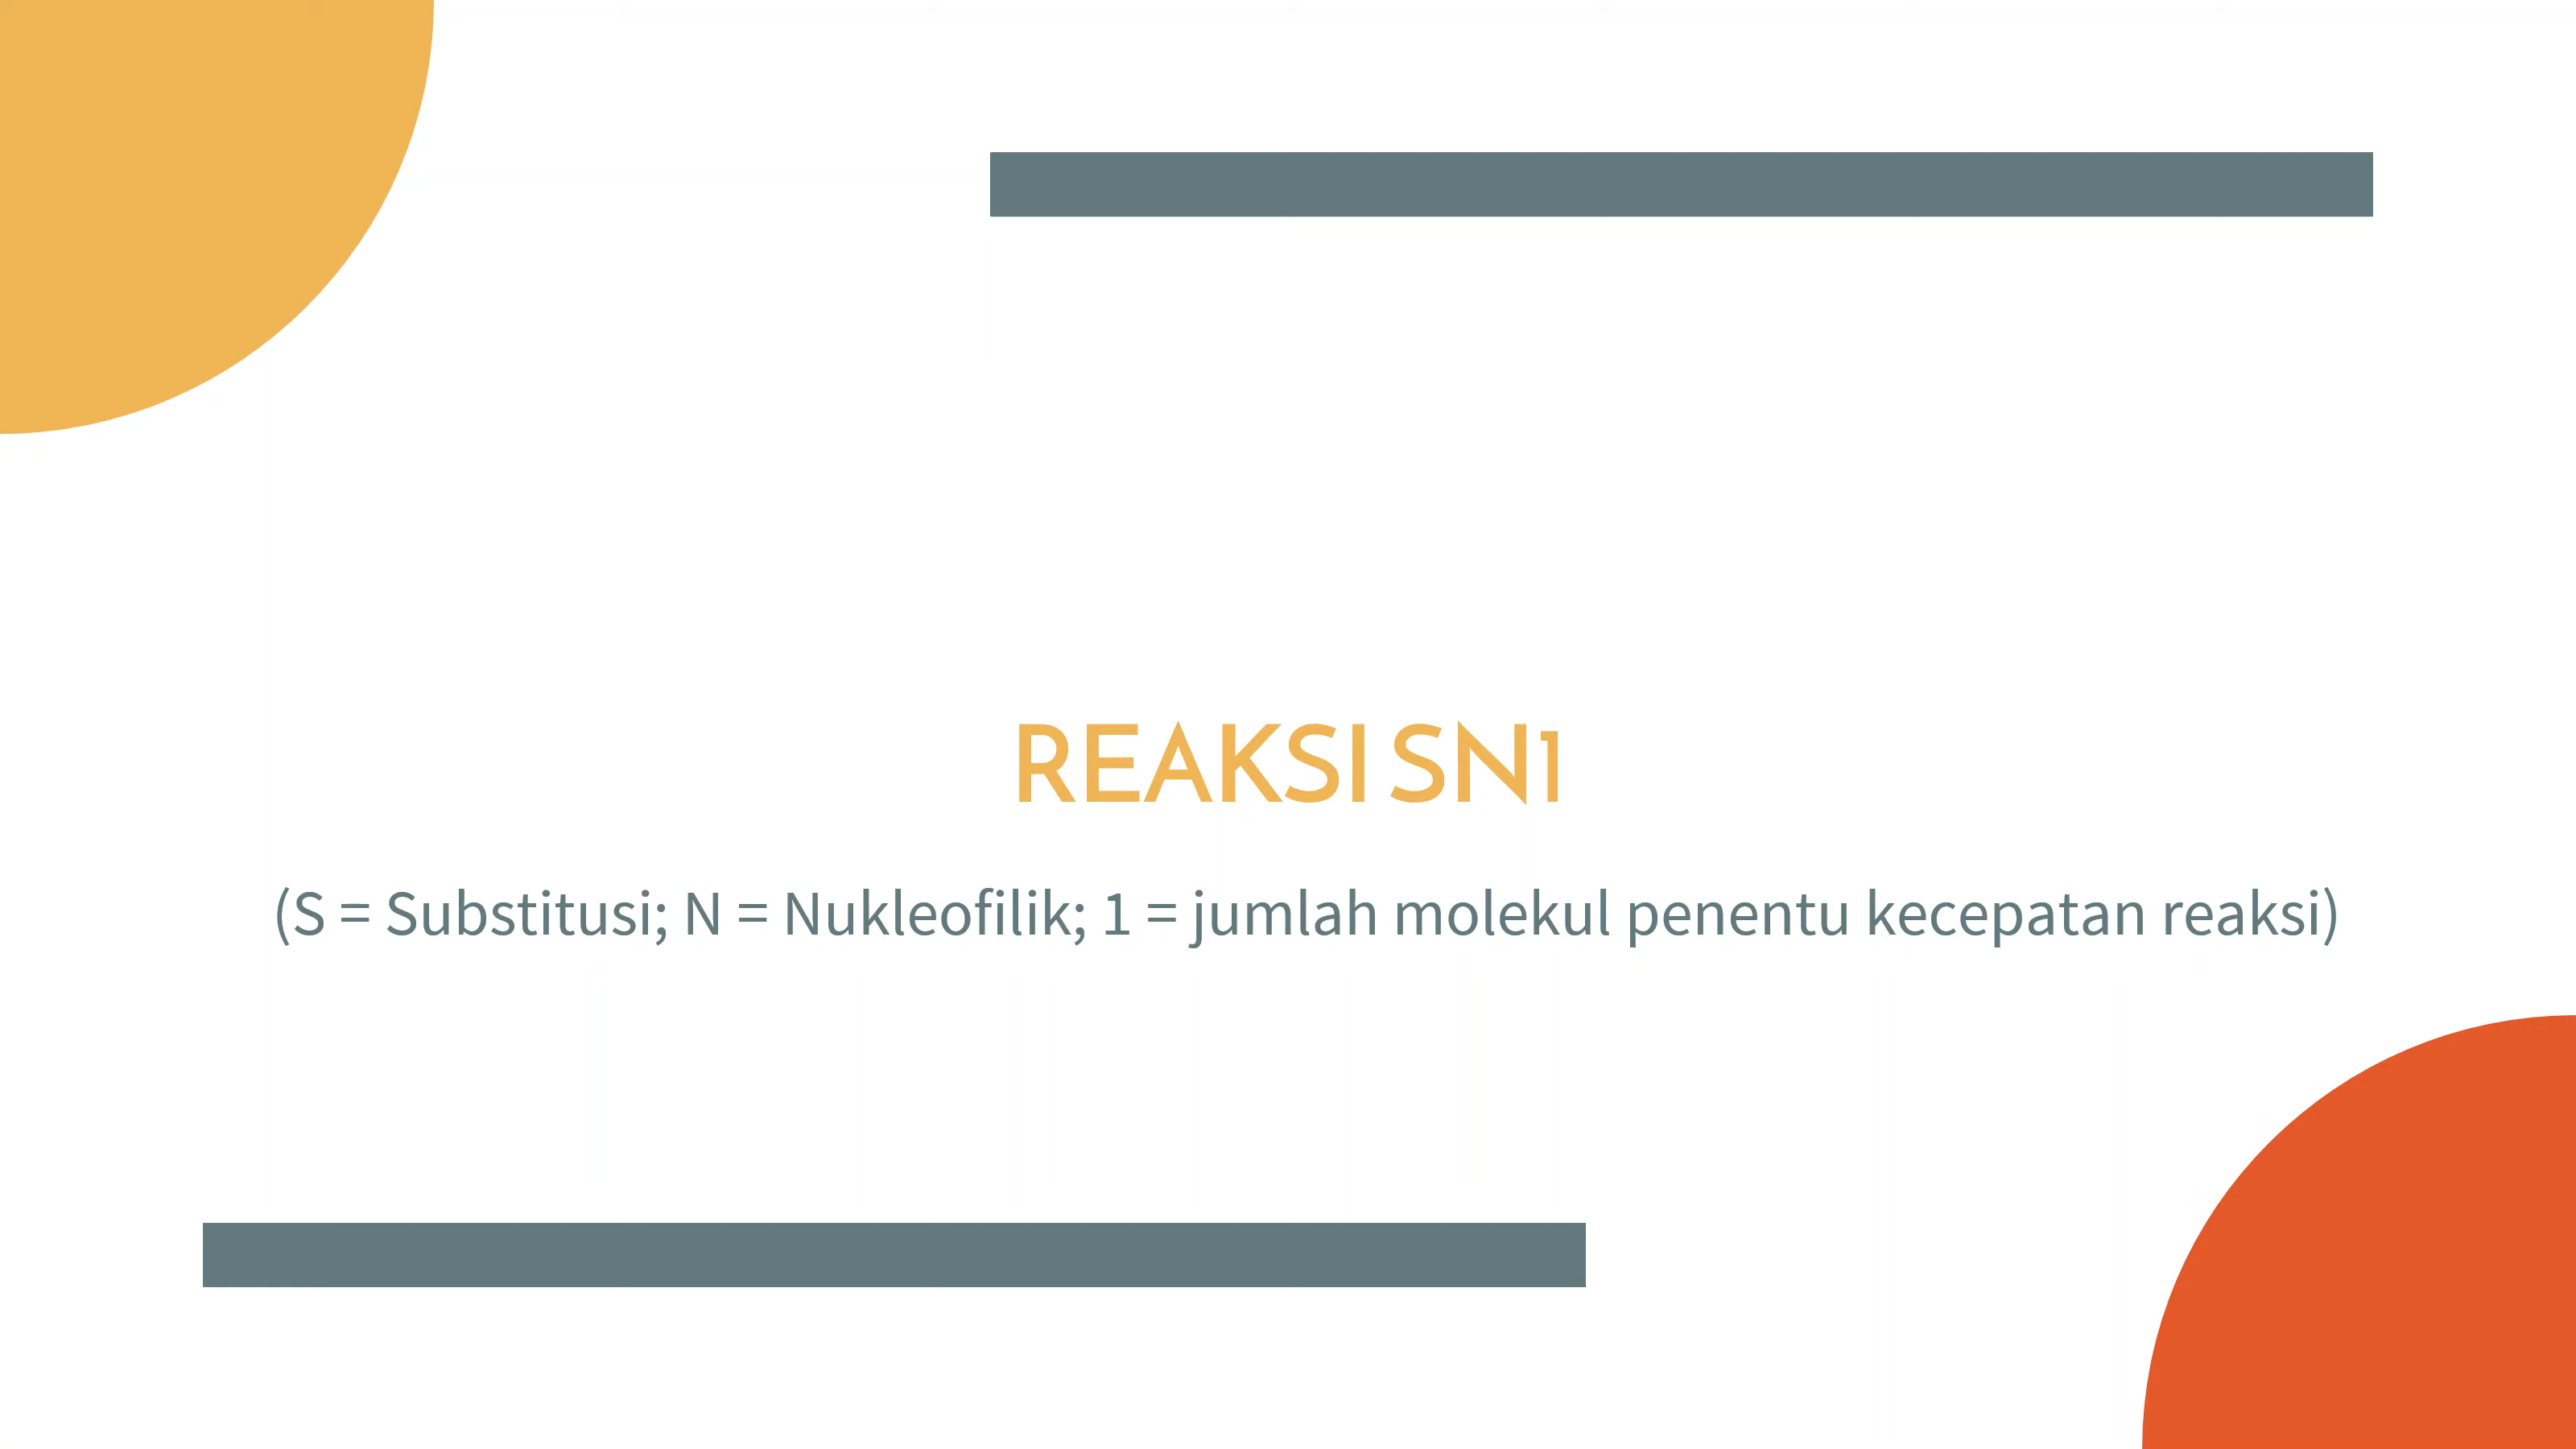 REAKSI SN1
(S = Substitusi; N = Nukleofilik; 1 = jumlah molekul penentu kecepatan reaksi)